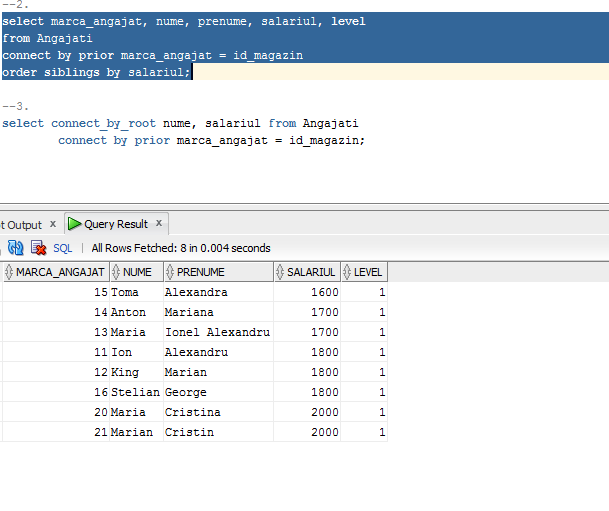 --2.
select marca_angajat, nume, prenume, salariul, level
from Angajati
connect by prior marca_angajat = id_magazin
order siblings by salariul;
--3.
select connect_by_root nume, salariul from Angajati
connect by prior marca_angajat = id_magazin;
t Output x Query Result x
SQL | All Rows Fetched: 8 in 0.004 seconds
MARCA_ANGAJAT NUME PRENUME SALARIUL LEVEL
15 Toma Alexandra 1600 1
14 Anton Mariana 1700 1
13 Maria Ionel Alexandru 1700 1
11 Ion Alexandru 1800 1
12 King Marian 1800 1
16 Stelian George 1800 1
20 Maria Cristina 2000 1
21 Marian Cristin 2000 1